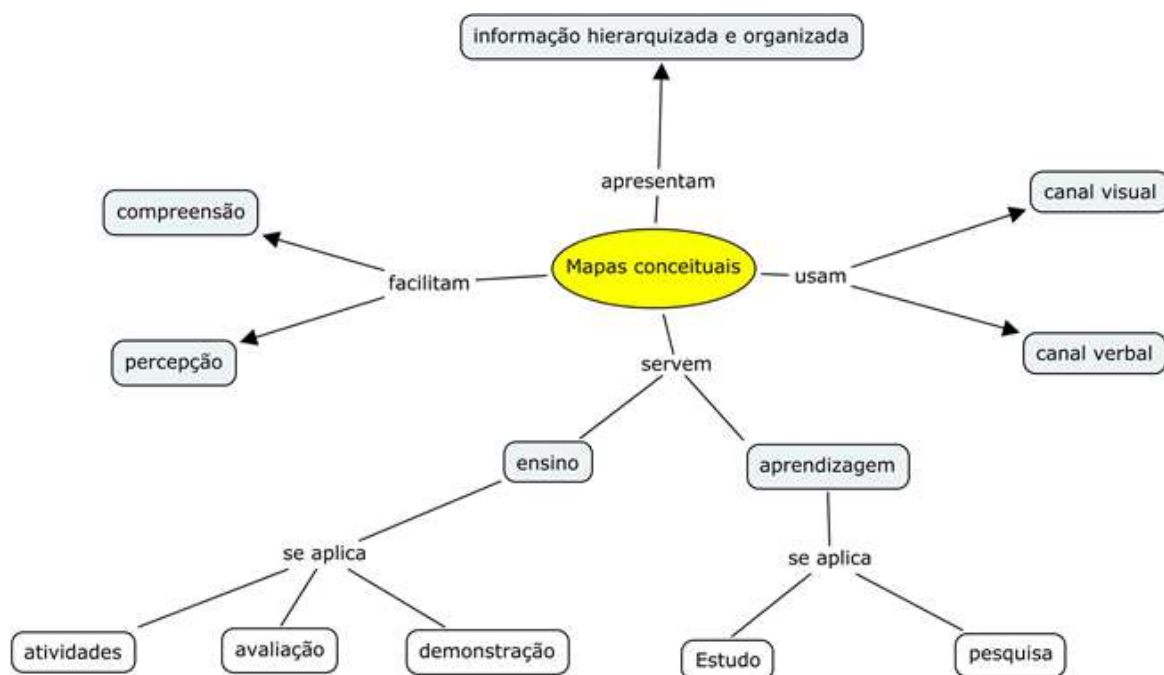 informação hierarquizada e organizada
apresentam
compreensão
canal visual
Mapas conceituais
facilitam
usam
percepção
canal verbal
servem
ensino
aprendizagem
se aplica
se aplica
atividades
avaliação
demonstração
Estudo
pesquisa